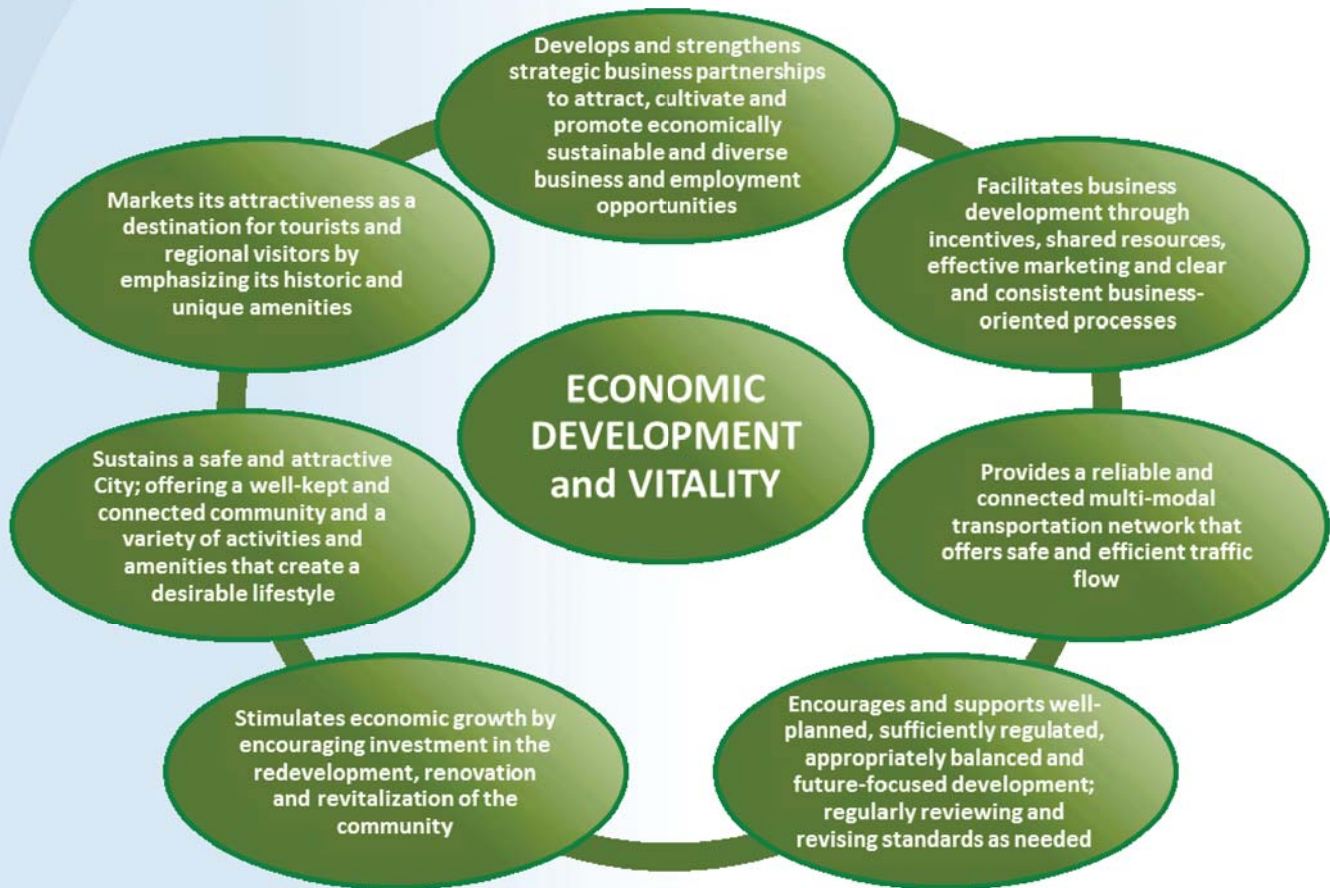 Develops and strengthens
strategic business partnerships
to attract, cultivate and
promote economically
sustainable and diverse
business and employment
opportunities
Facilitates business
development through
incentives, shared resources,
effective marketing and clear
and consistent business-
oriented processes
Provides a reliable and
connected multi-modal
transportation network that
offers safe and efficient traffic
flow
Encourages and supports well-
planned, sufficiently regulated,
appropriately balanced and
future-focused development;
regularly reviewing and
revising standards as needed
Stimulates economic growth by
encouraging investment in the
redevelopment, renovation
and revitalization of the
community
Sustains a safe and attractive
City; offering a well-kept and
connected community and a
variety of activities and
amenities that create a
desirable lifestyle
Markets its attractiveness as a
destination for tourists and
regional visitors by
emphasizing its historic and
unique amenities
ECONOMIC
DEVELOPMENT
and VITALITY